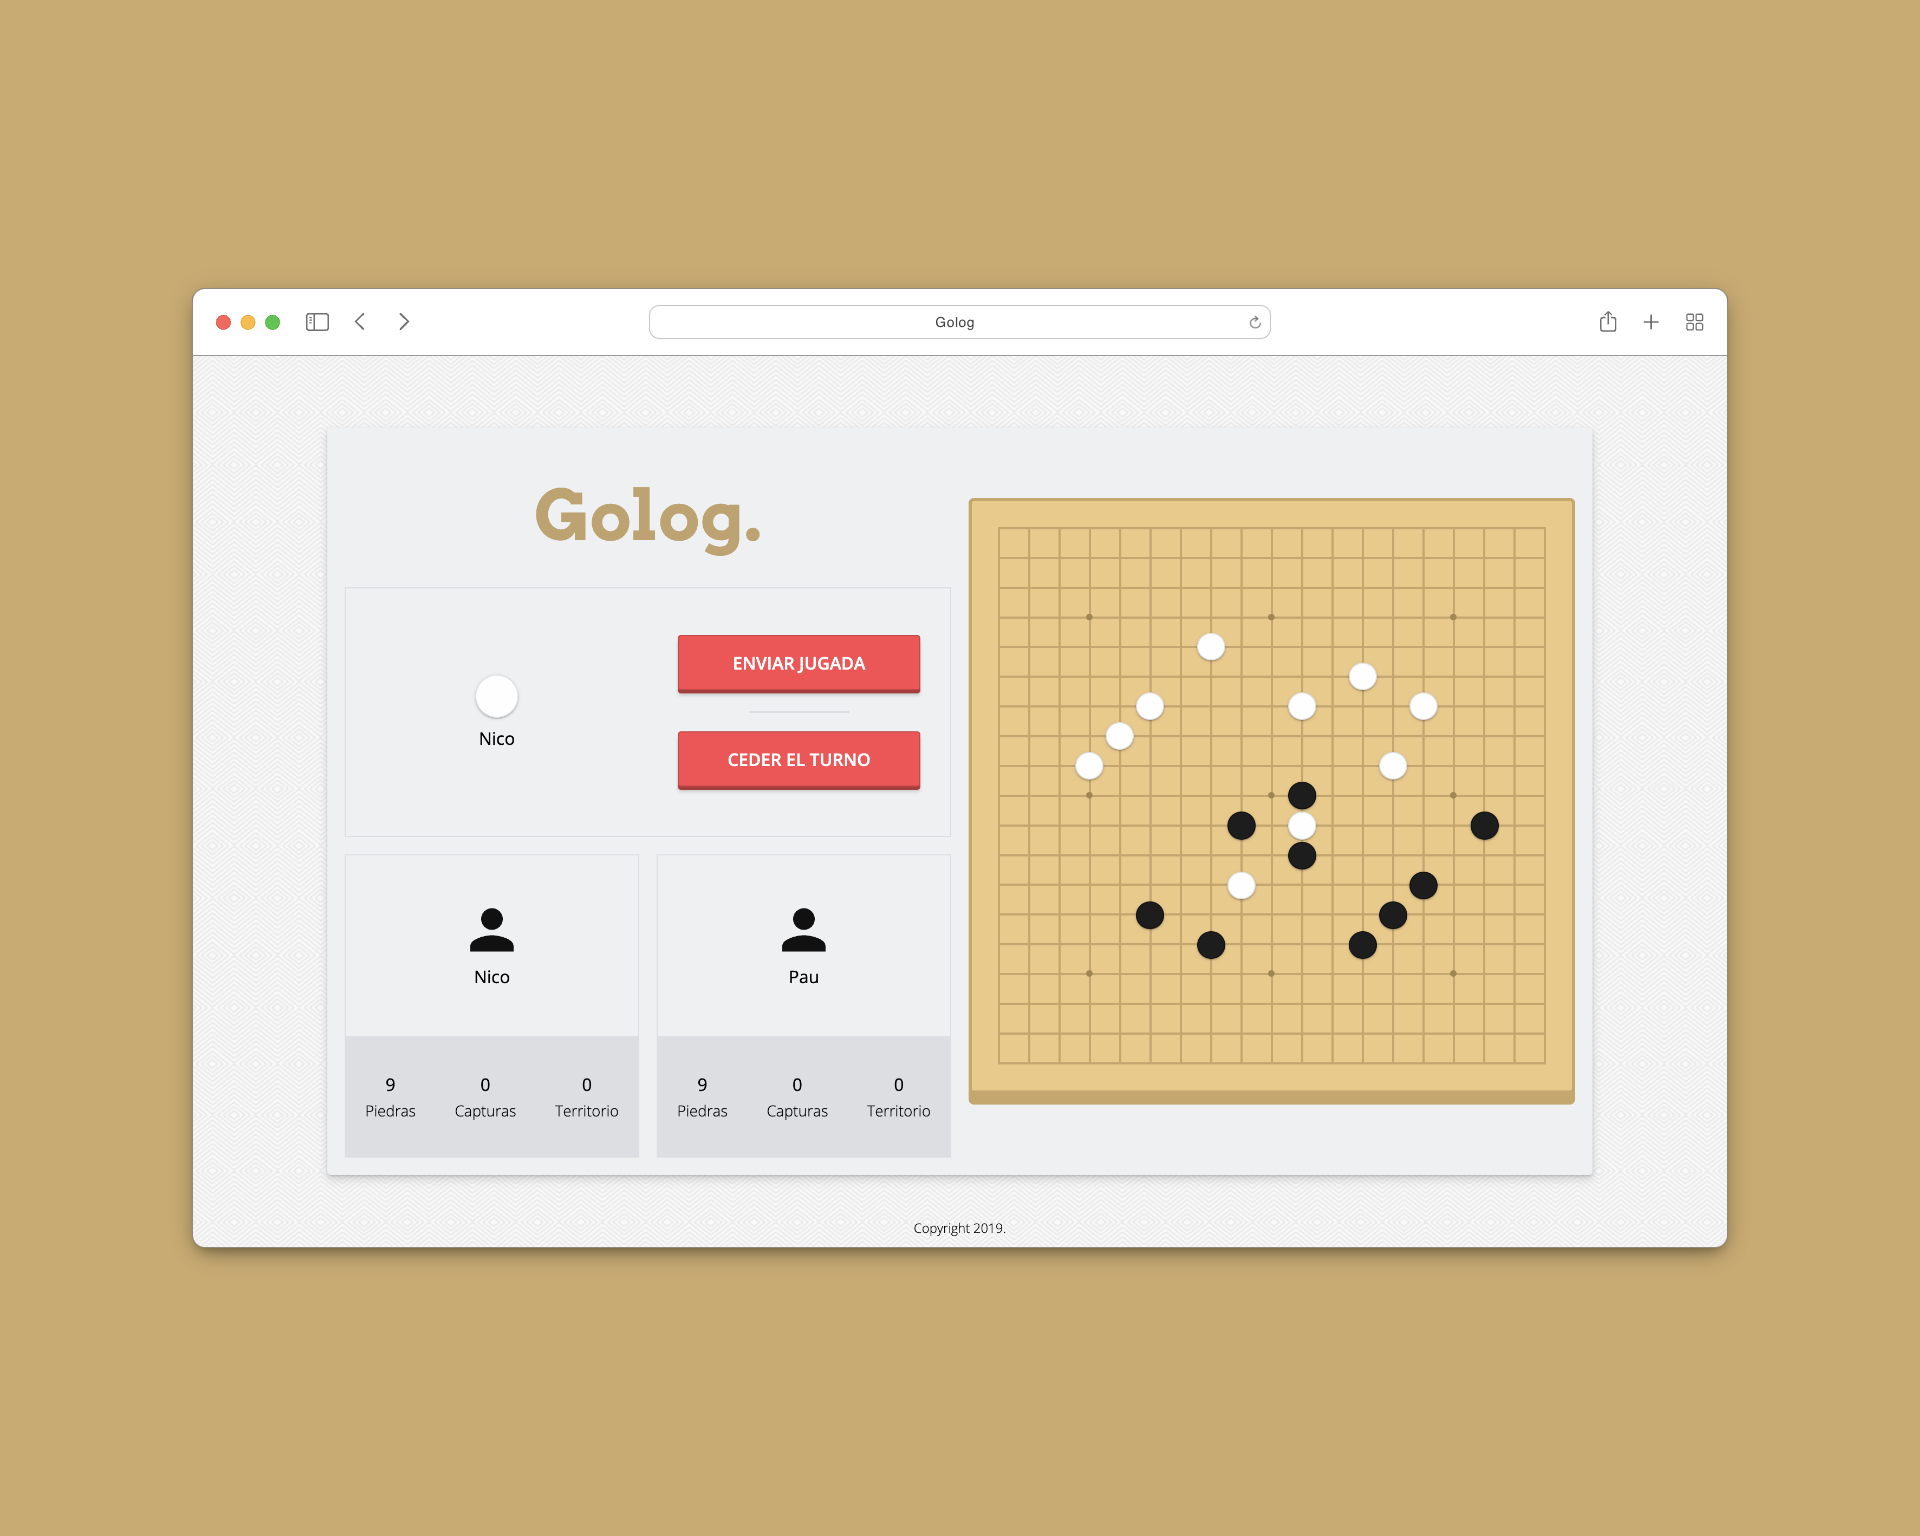 Golog
Golog.
Nico
ENVIAR JUGADA
CEDER EL TURNO
Nico
9 0 0
Piedras Capturas Territorio
Pau
9 0 0
Piedras Capturas Territorio
Copyright 2019.